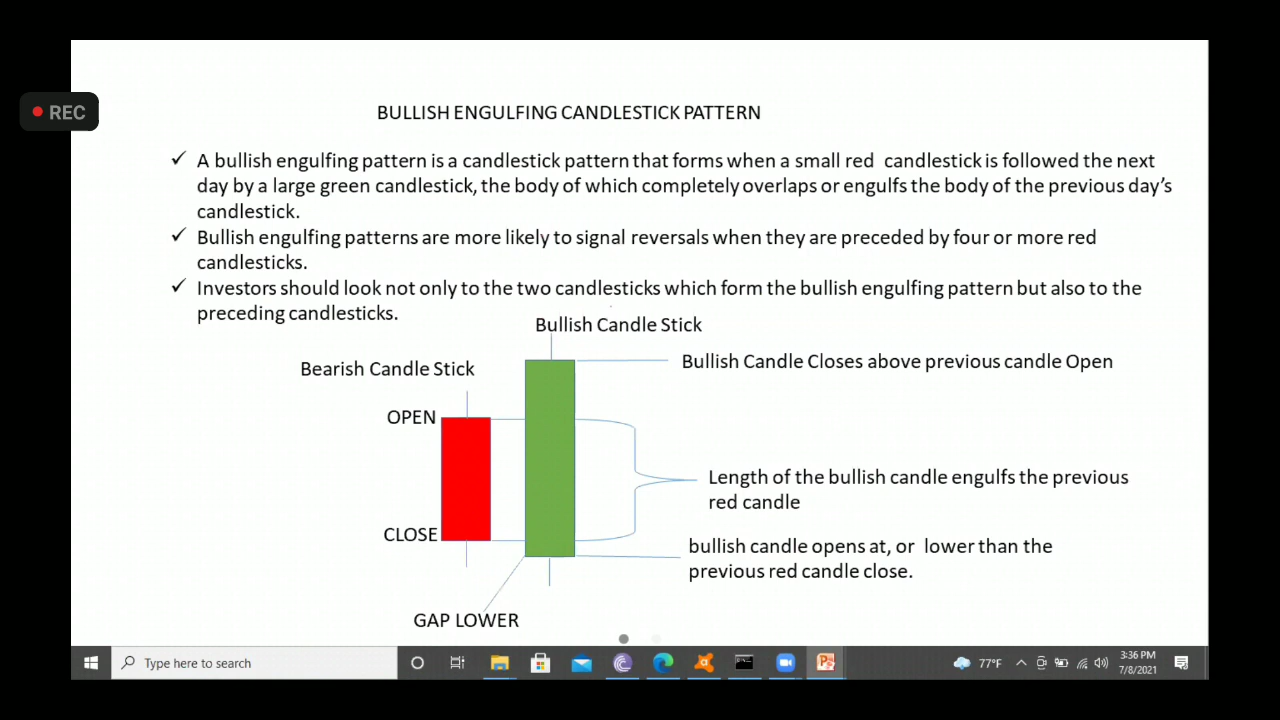 REC
BULLISH ENGULFING CANDLESTICK PATTERN
✓ A bullish engulfing pattern is a candlestick pattern that forms when a small red candlestick is followed the next
day by a large green candlestick, the body of which completely overlaps or engulfs the body of the previous day's
candlestick.
✓ Bullish engulfing patterns are more likely to signal reversals when they are preceded by four or more red
candlesticks.
✓ Investors should look not only to the two candlesticks which form the bullish engulfing pattern but also to the
preceding candlesticks.
Bullish Candle Stick
Bearish Candle Stick
Bullish Candle Closes above previous candle Open
OPEN
Length of the bullish candle engulfs the previous
red candle
CLOSE
bullish candle opens at, or lower than the
previous red candle close.
GAP LOWER
Type here to search
77°F
3:36 PM
7/8/2021